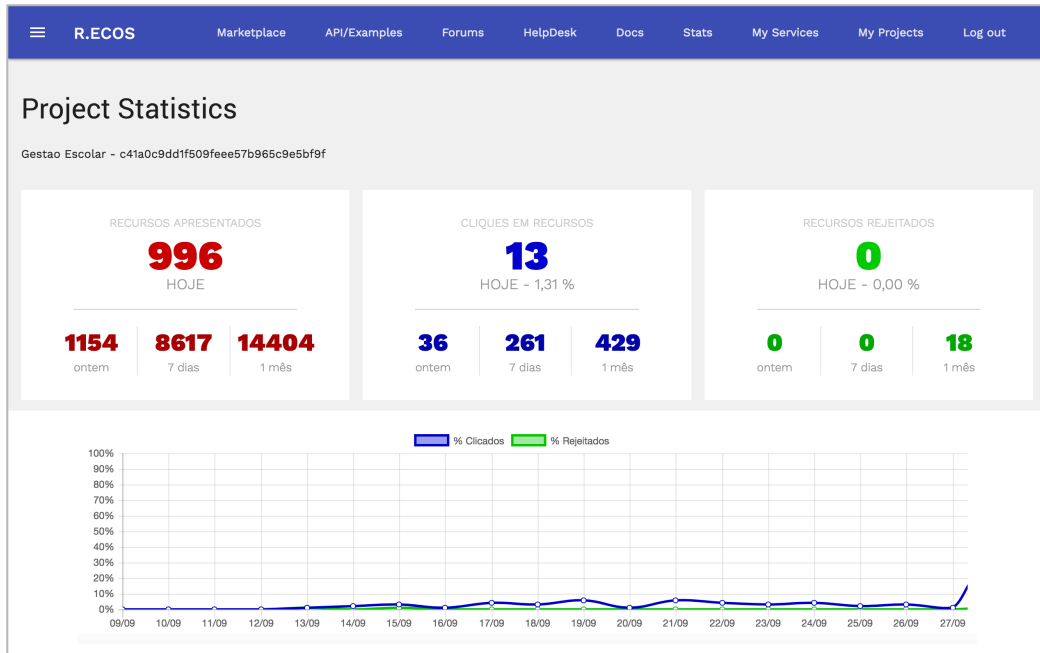 R.ECOS Marketplace API/Examples Forums HelpDesk Docs Stats My Services My Projects Log out
Project Statistics
Gestao Escolar - c41a0c9dd1f509feee57b965c9e5bf9f
RECURSOS APRESENTADOS
996
HOJE
1154 8617 14404
ontem 7 dias 1 mês
CLIQUES EM RECURSOS
13
HOJE - 1,31 %
36 261 429
ontem 7 dias 1 mês
RECURSOS REJEITADOS
0
HOJE - 0,00 %
0 0 18
ontem 7 dias 1 mês
% Clicados % Rejeitados
100%
90%
80%
70%
60%
50%
40%
30%
20%
10%
0%
09/09 10/09 11/09 12/09 13/09 14/09 15/09 16/09 17/09 18/09 19/09 20/09 21/09 22/09 23/09 24/09 25/09 26/09 27/09